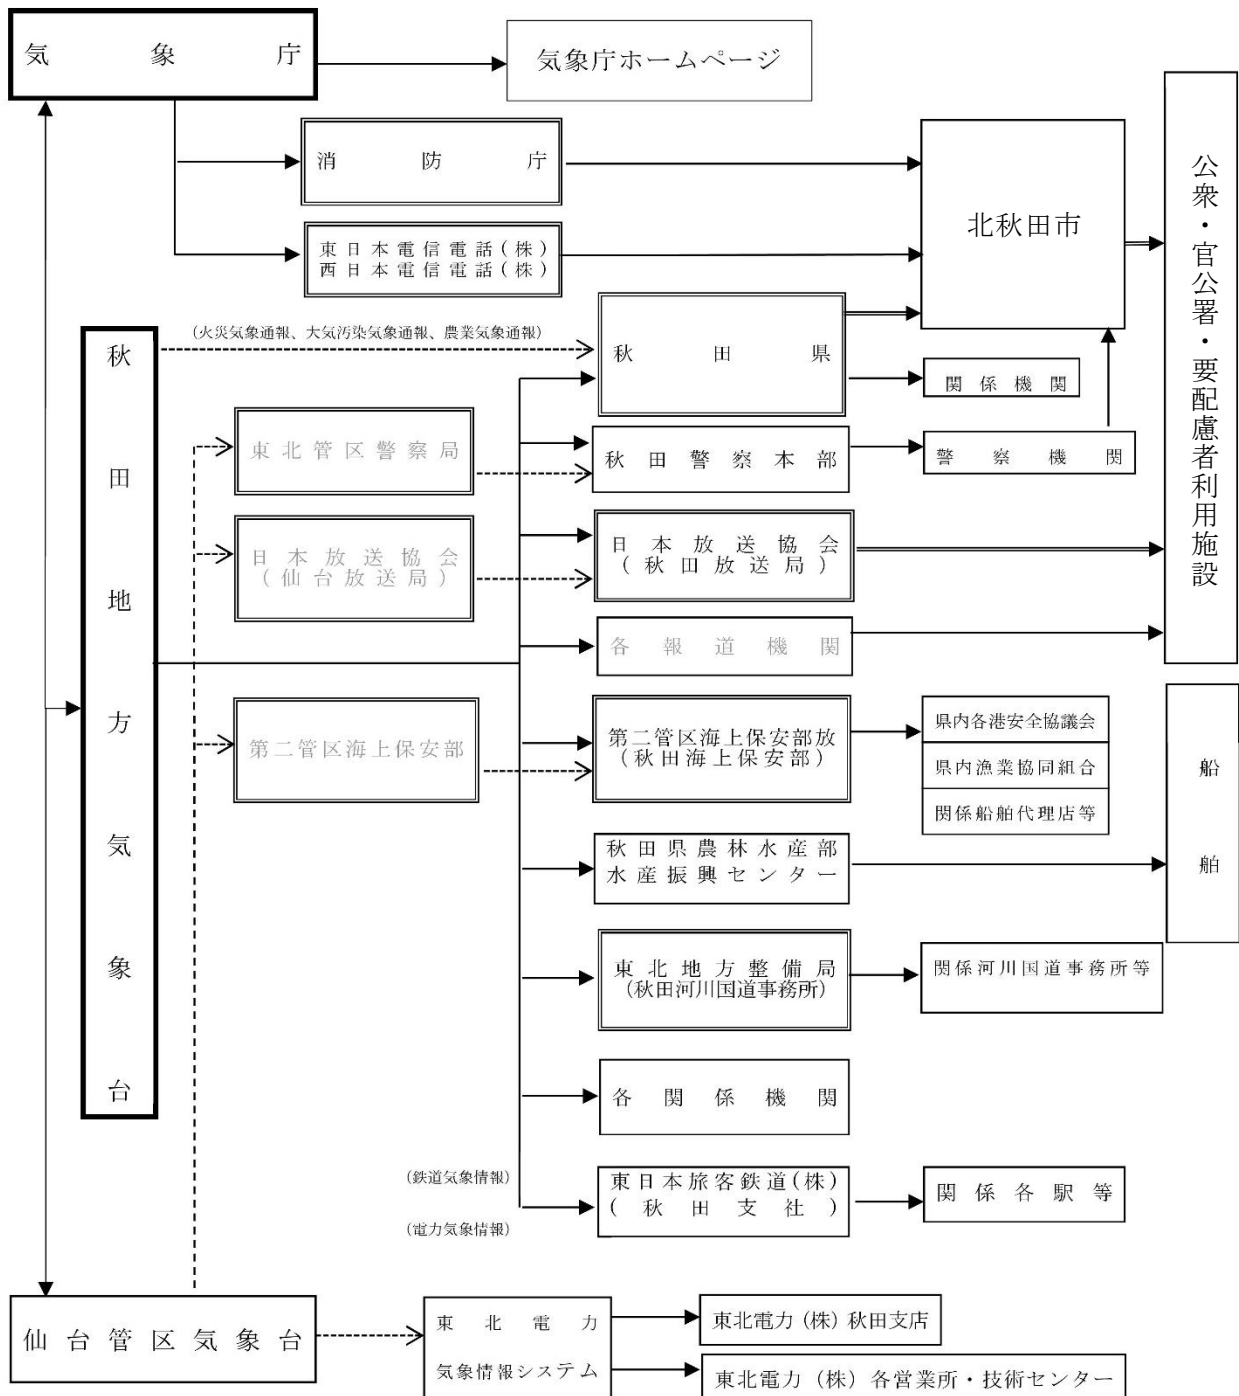 気象庁
気象庁ホームページ
消防庁
東日本電信電話(株)
西日本電信電話(株)
北秋田市
公衆・官公署・要配慮者利用施設
秋田地方気象台
(火災気象通報、大気汚染気象通報、農業気象通報)
秋田県
関係機関
東北管区警察局
秋田警察本部
警察機関
日本放送協会
(仙台放送局)
日本放送協会
(秋田放送局)
各報道機関
第二管区海上保安部
第二管区海上保安部放
(秋田海上保安部)
県内各港安全協議会
県内漁業協同組合
関係船舶代理店等
船舶
秋田県農林水産部
水産振興センター
東北地方整備局
(秋田河川国道事務所)
関係河川国道事務所等
各関係機関
(鉄道気象情報)
東日本旅客鉄道(株)
(秋田支社)
関係各駅等
(電力気象情報)
仙台管区気象台
東北電力
気象情報システム
東北電力(株)秋田支店
東北電力(株)各営業所・技術センター